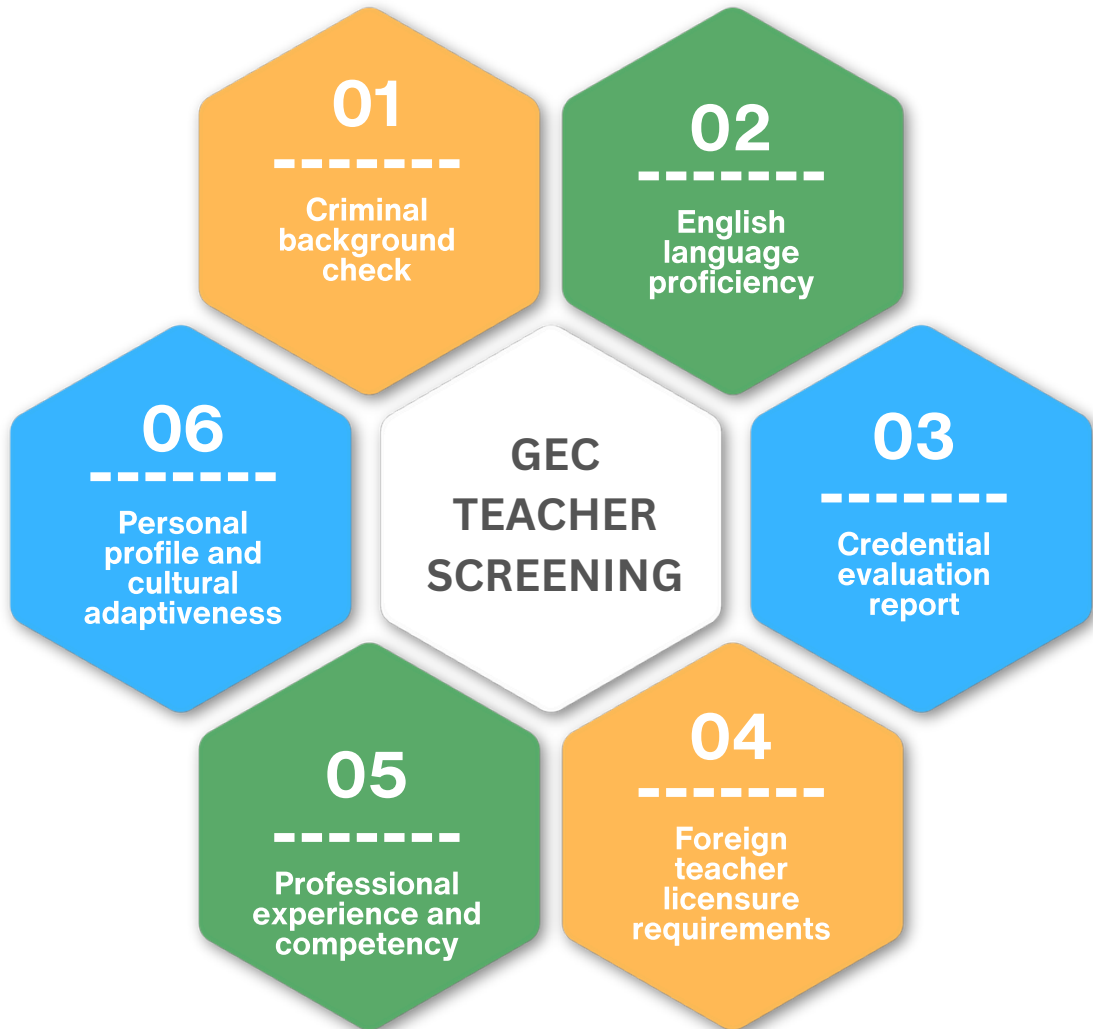 01
Criminal
background
check
02
English
language
proficiency
03
Credential
evaluation
report
04
Foreign
teacher
licensure
requirements
05
Professional
experience and
competency
06
Personal
profile and
cultural
adaptiveness
GEC
TEACHER
SCREENING